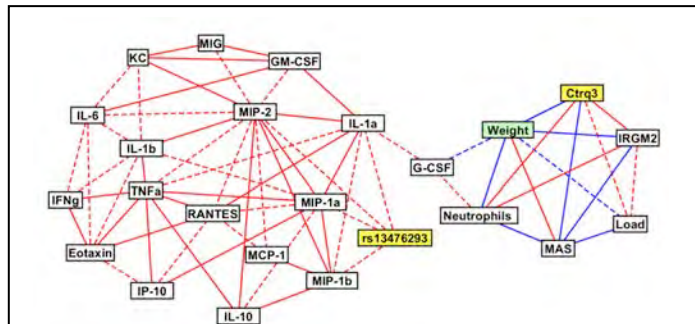 MIG
KC
GM-CSF
Ctrq3
IL-6
MIP-2
IL-1a
Weight
IRGM2
IL-1b
G-CSF
TNFa
IFNg
MIP-1a
RANTES
Neutrophils
Load
rs13476293
Eotaxin
MCP-1
MAS
MIP-1b
IP-10
IL-10